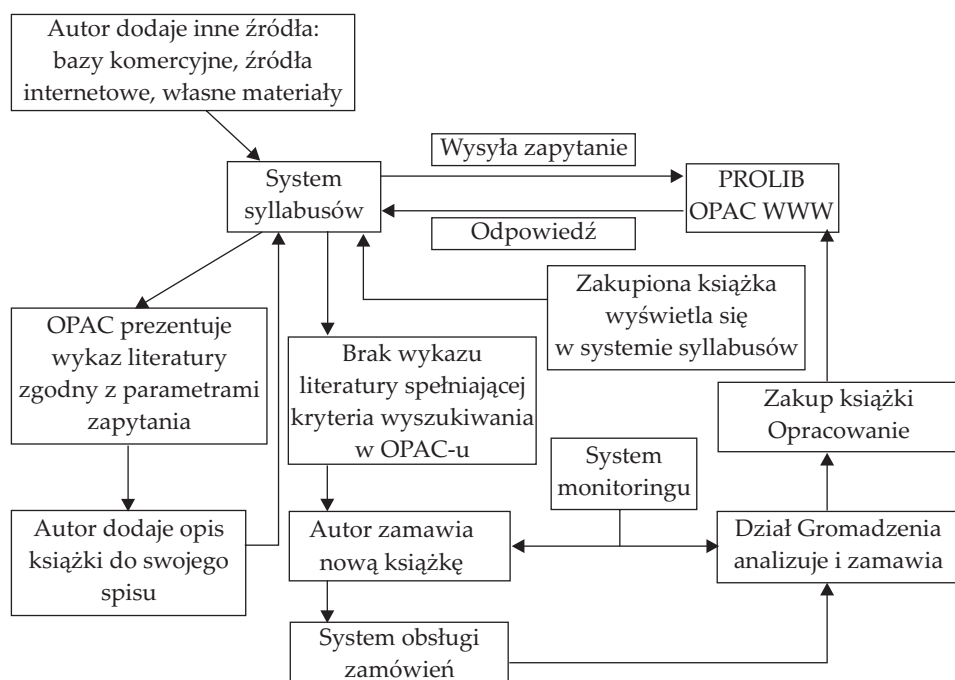 Autor dodaje inne źródła:
bazy komercyjne, źródła
internetowe, własne materiały
Wysyła zapytanie
System
syllabusów
PROLIB
OPAC WWW
Odpowiedź
Zakupiona książka
wyświetla się
w systemie syllabusów
OPAC prezentuje
wykaz literatury
zgodny z parametrami
zapytania
Brak wykazu
literatury spełniającej
kryteria wyszukiwania
w OPAC-u
Zakup książki
Opracowanie
System
monitoringu
Autor dodaje opis
książki do swojego
spisu
Autor zamawia
nową książkę
Dział Gromadzenia
analizuje i zamawia
System obsługi
zamówień